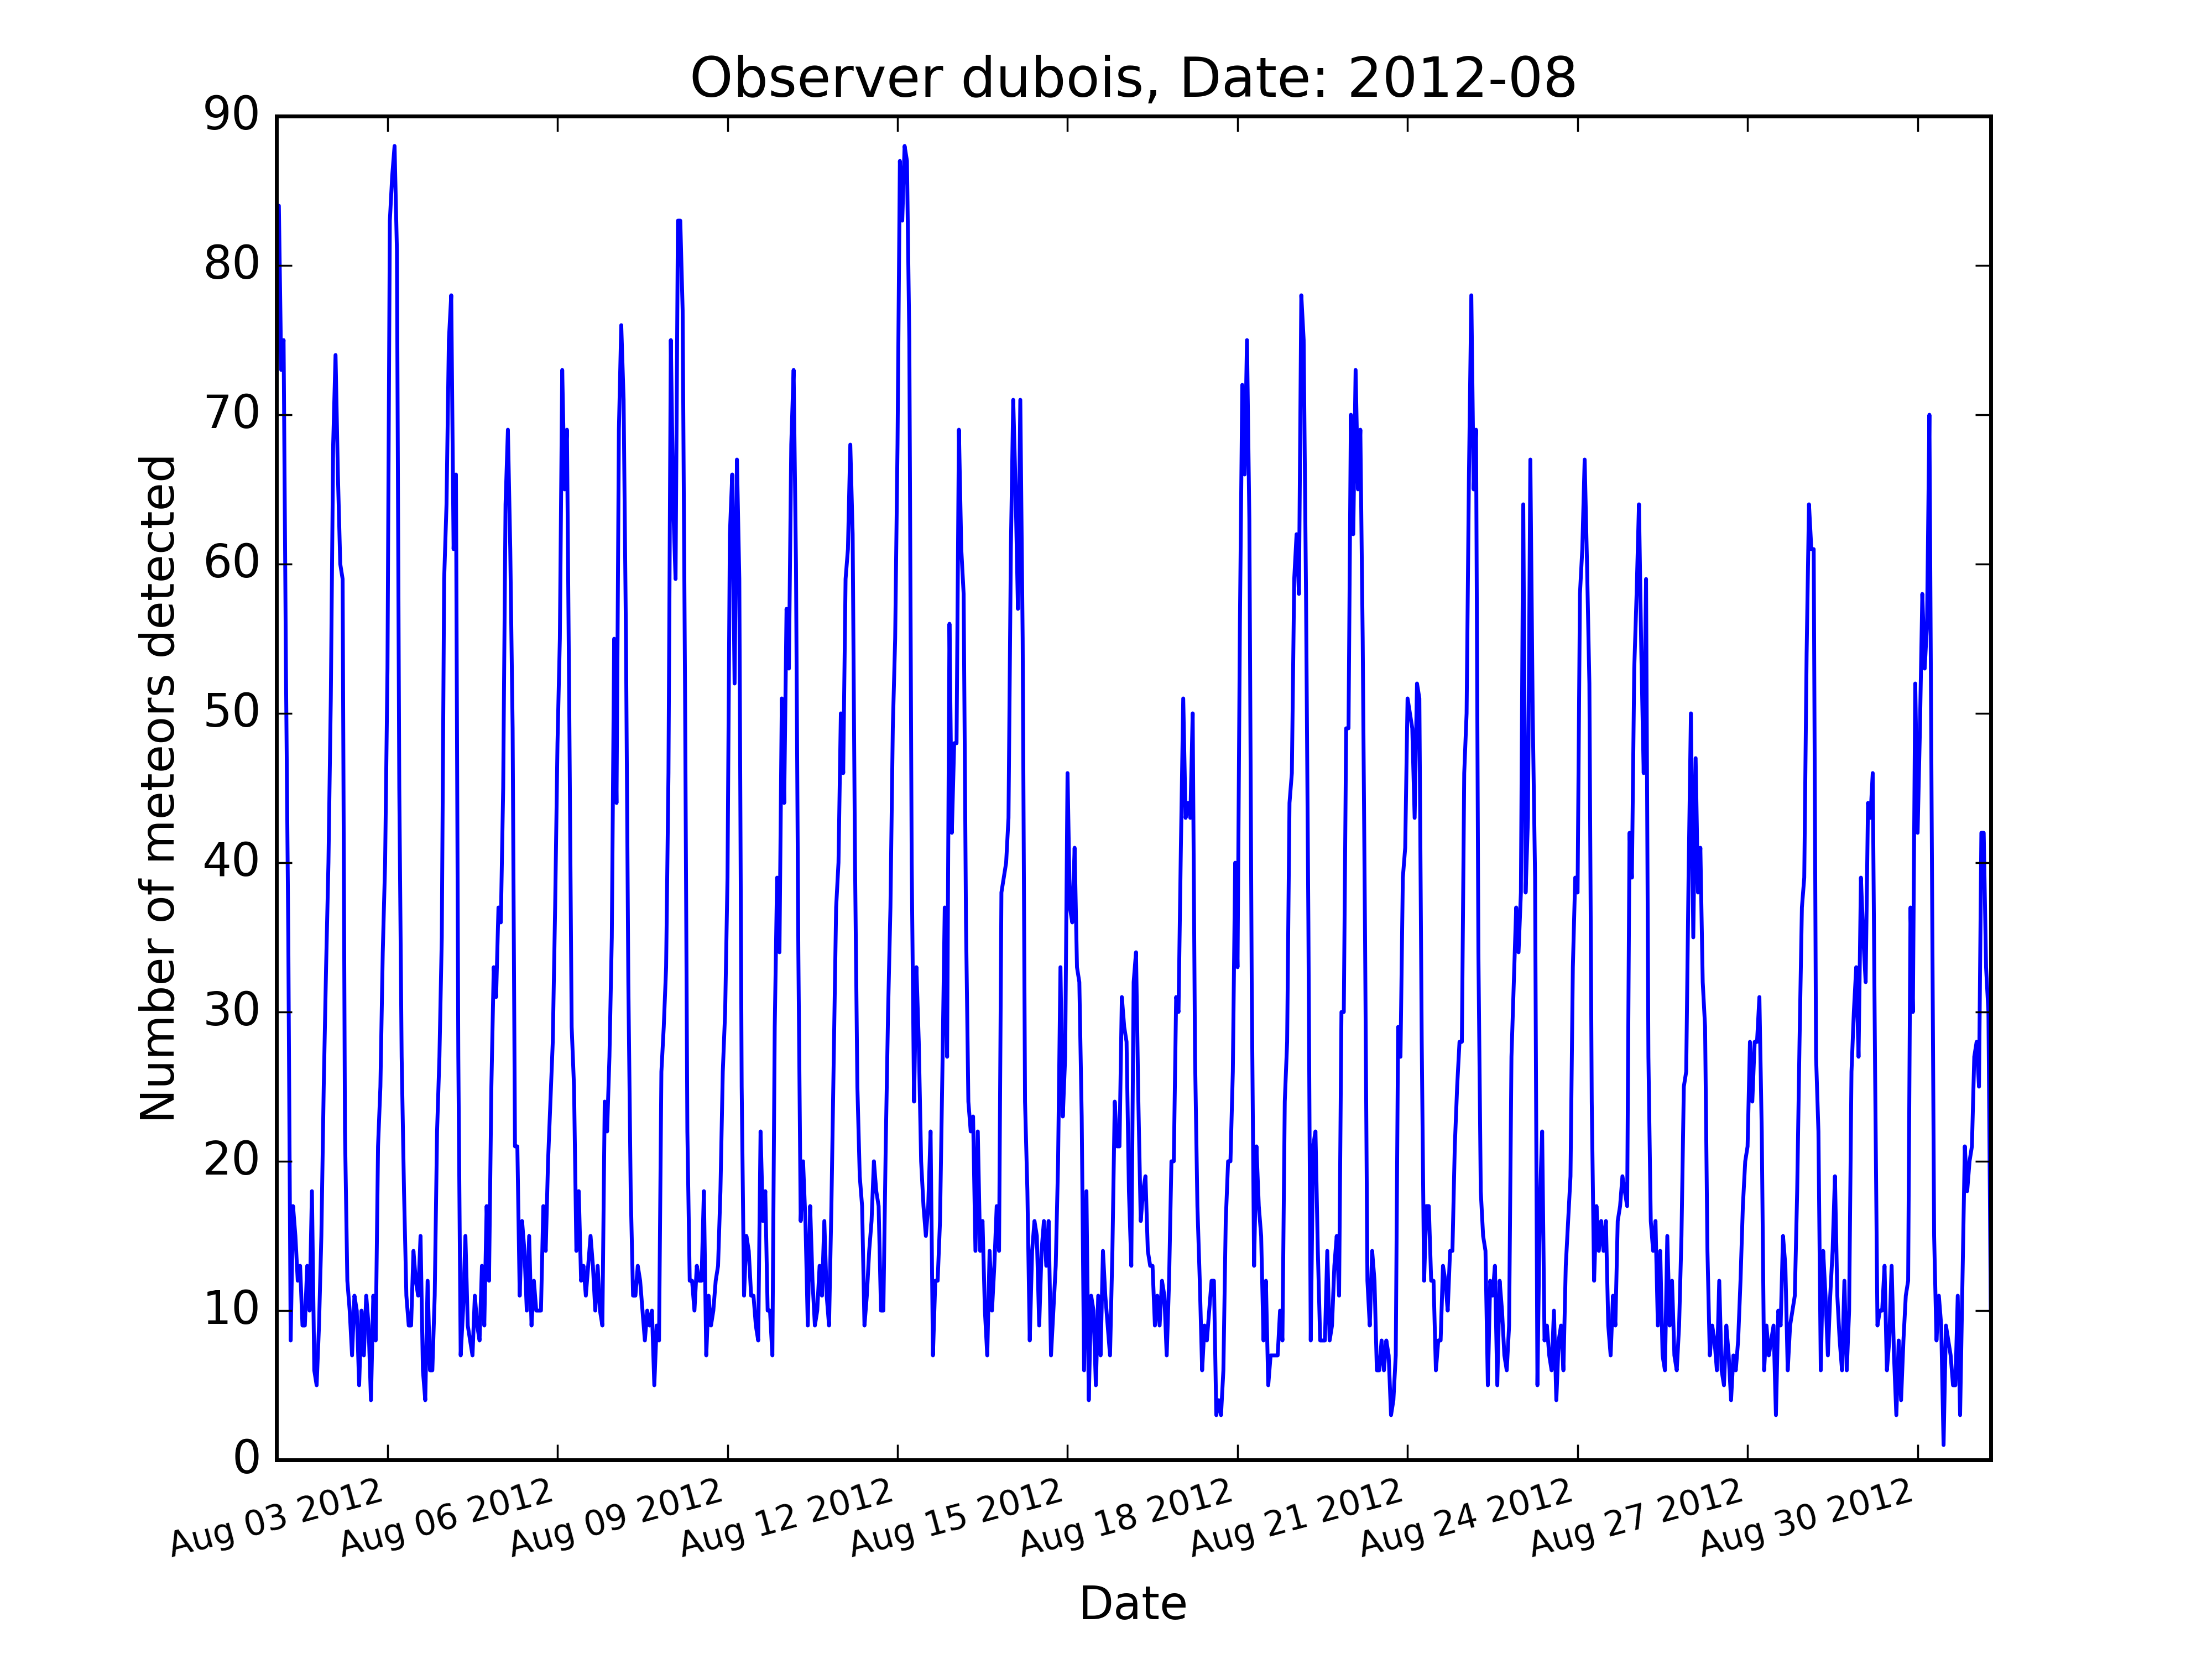 Observer dubois, Date: 2012-08
90
80
70
60
50
40
30
20
10
0
Number of meteors detected
Aug 03 2012
Aug 06 2012
Aug 09 2012
Aug 12 2012
Aug 15 2012
Aug 18 2012
Aug 21 2012
Aug 24 2012
Aug 27 2012
Aug 30 2012
Date